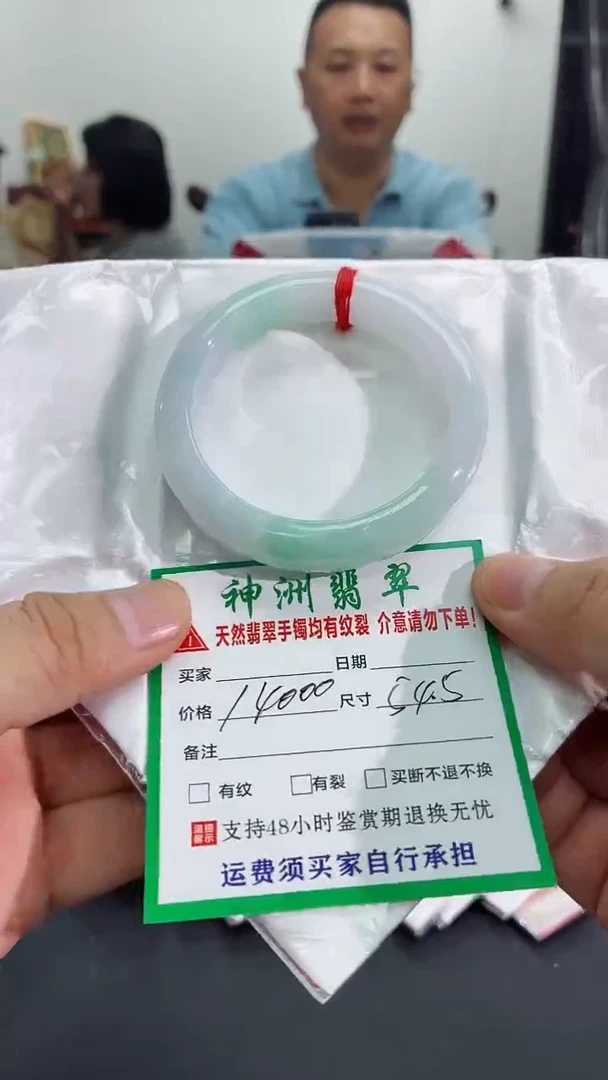 神洲翡翠
天然翡翠手镯均有纹裂 介意请勿下单!
买家 日期
价格 14000 尺寸 54.5
备注
有纹 有裂 买断不退不换
温馨提示 支持48小时鉴赏期退换无忧
运费须买家自行承担